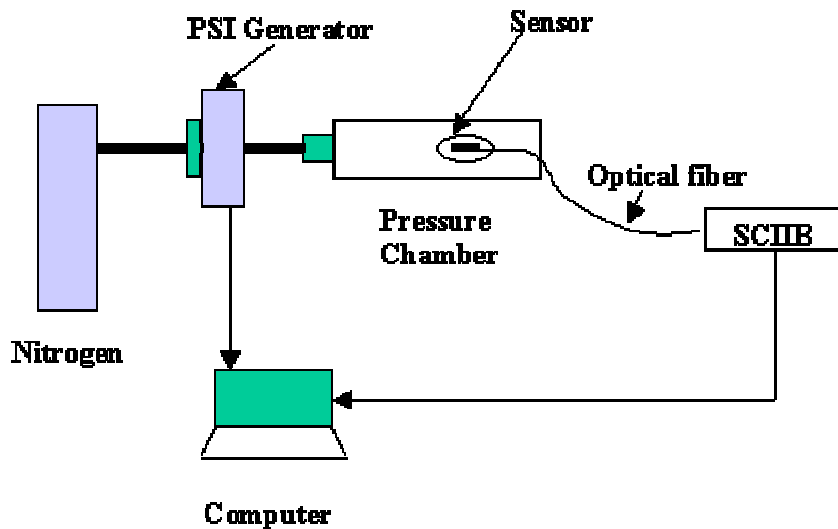 PSI Generator
Sensor
Optical fiber
Pressure
Chamber
SCIIB
Nitrogen
Computer